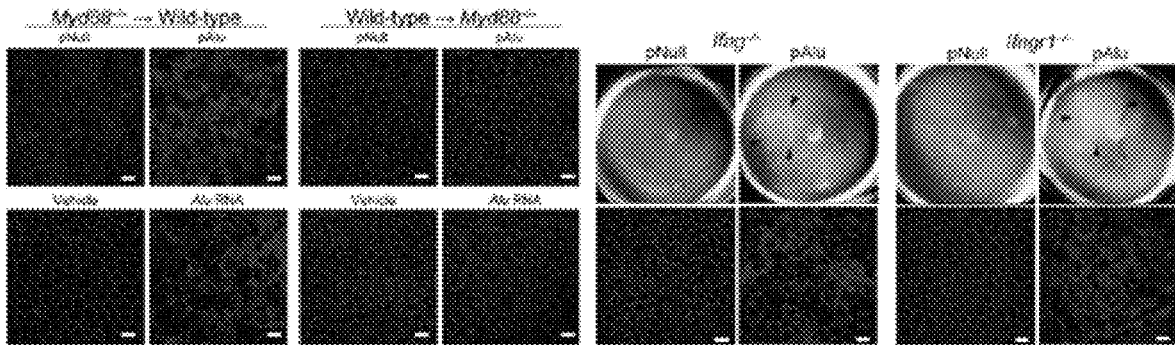 Myd88⁻/⁻ → Wild-type
Wild-type → Myd88⁻/⁻
pNull pAlu pNull pAlu
Vehicle Alu RNA Vehicle Alu RNA
Ifng⁻/⁻
pNull pAlu
Ifngr1⁻/⁻
pNull pAlu